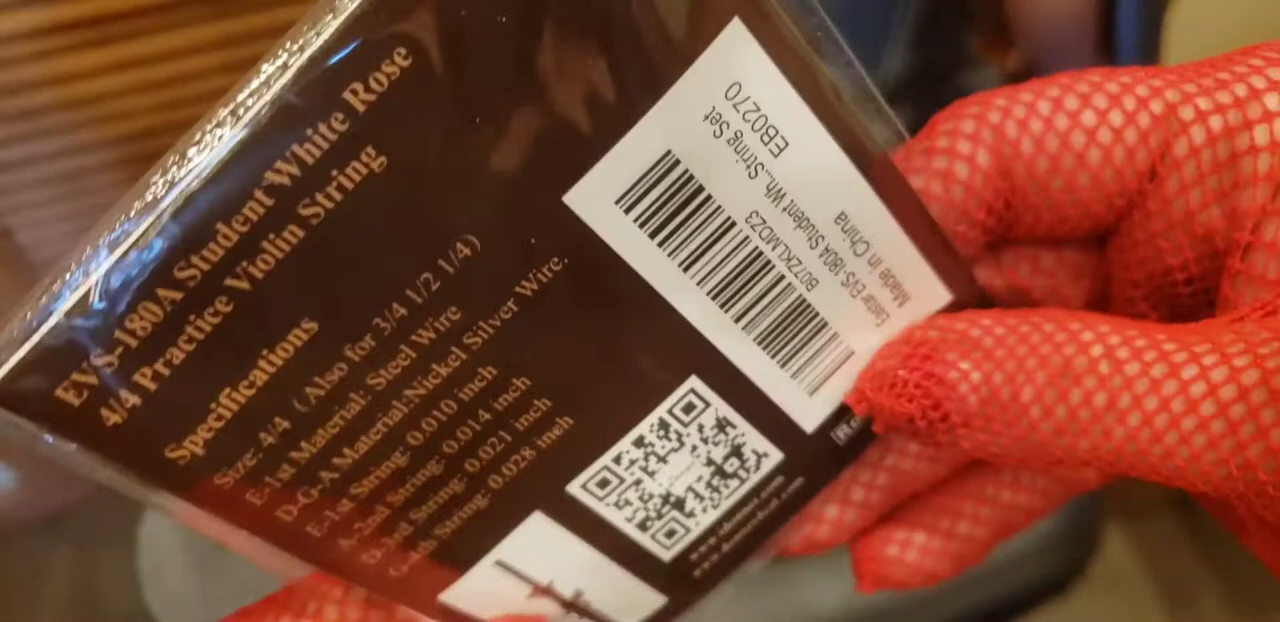 EVS-180A Student White Rose
4/4 Practice Violin String
Specifications
Size: 4/4 (Also for 3/4 1/2 1/4)
E-1st Material: Steel Wire
D-G-A Material:Nickel Silver Wire.
E-1st String: 0.010 inch
A-2nd String: 0.014 inch
D-3rd String: 0.021 inch
G-4th String: 0.028 inch
B07ZKLMDZ3
EVS-180A Student Wh...String Set
EB0270
Made in China